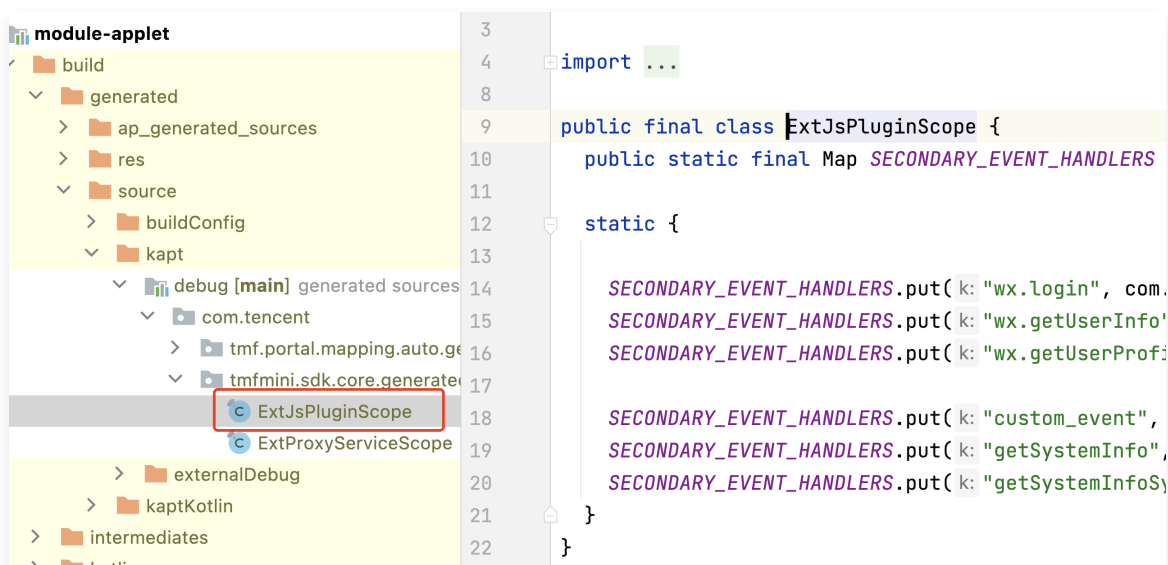 module-applet
build
generated
ap_generated_sources
res
source
buildConfig
kapt
debug [main] generated sources
com.tencent
tmf.portal.mapping.auto.ge
tmfmini.sdk.core.generated
ExtJsPluginScope
ExtProxyServiceScope
externalDebug
kaptKotlin
intermediates
3
4 import ...
8
9 public final class ExtJsPluginScope {
10 public static final Map SECONDARY_EVENT_HANDLERS
11
12 static {
13
14 SECONDARY_EVENT_HANDLERS.put( k: "wx.login", com.
15 SECONDARY_EVENT_HANDLERS.put( k: "wx.getUserInfo"
16 SECONDARY_EVENT_HANDLERS.put( k: "wx.getUserProfi
17
18 SECONDARY_EVENT_HANDLERS.put( k: "custom_event",
19 SECONDARY_EVENT_HANDLERS.put( k: "getSystemInfo",
20 SECONDARY_EVENT_HANDLERS.put( k: "getSystemInfoSy
21 }
22 }